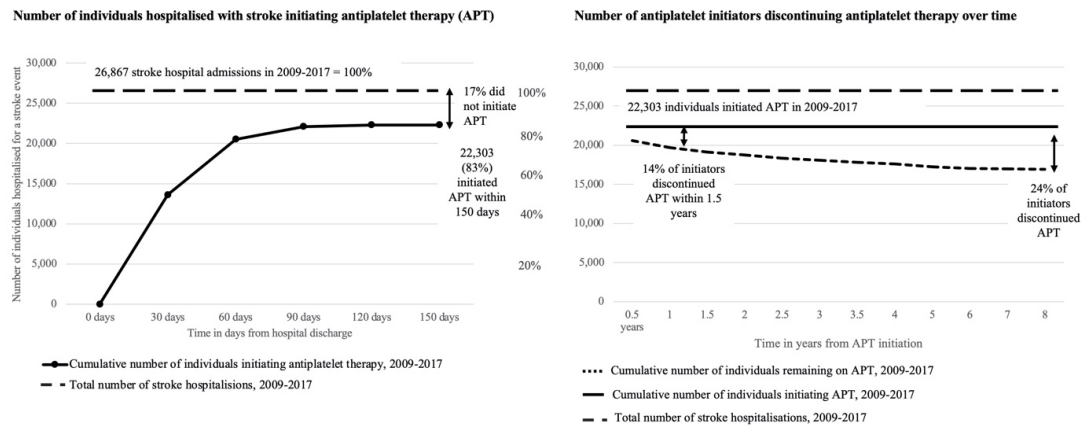 Number of individuals hospitalised with stroke initiating antiplatelet therapy (APT)
Number of individuals hospitalised for a stroke event
30,000
25,000
20,000
15,000
10,000
5,000
0
26,867 stroke hospital admissions in 2009-2017 = 100%
17% did
not initiate
APT
22,303
(83%)
initiated
APT within
150 days
100%
80%
60%
40%
20%
0 days
30 days
60 days
90 days
120 days
150 days
Time in days from hospital discharge
Cumulative number of individuals initiating antiplatelet therapy, 2009-2017
Total number of stroke hospitalisions, 2009-2017
Number of antiplatelet initiators discontinuing antiplatelet therapy over time
30,000
25,000
20,000
15,000
10,000
5,000
0
22,303 individuals initiated APT in 2009-2017
14% of initiators
discontinued
APT within 1.5
years
24% of
initiators
discontinued
APT
0.5
years
1
1.5
2
2.5
3
3.5
4
5
6
7
8
Time in years from APT initiation
Cumulative number of individuals remaining on APT, 2009-2017
Cumulative number of individuals initiating APT, 2009-2017
Total number of stroke hospitalisations, 2009-2017